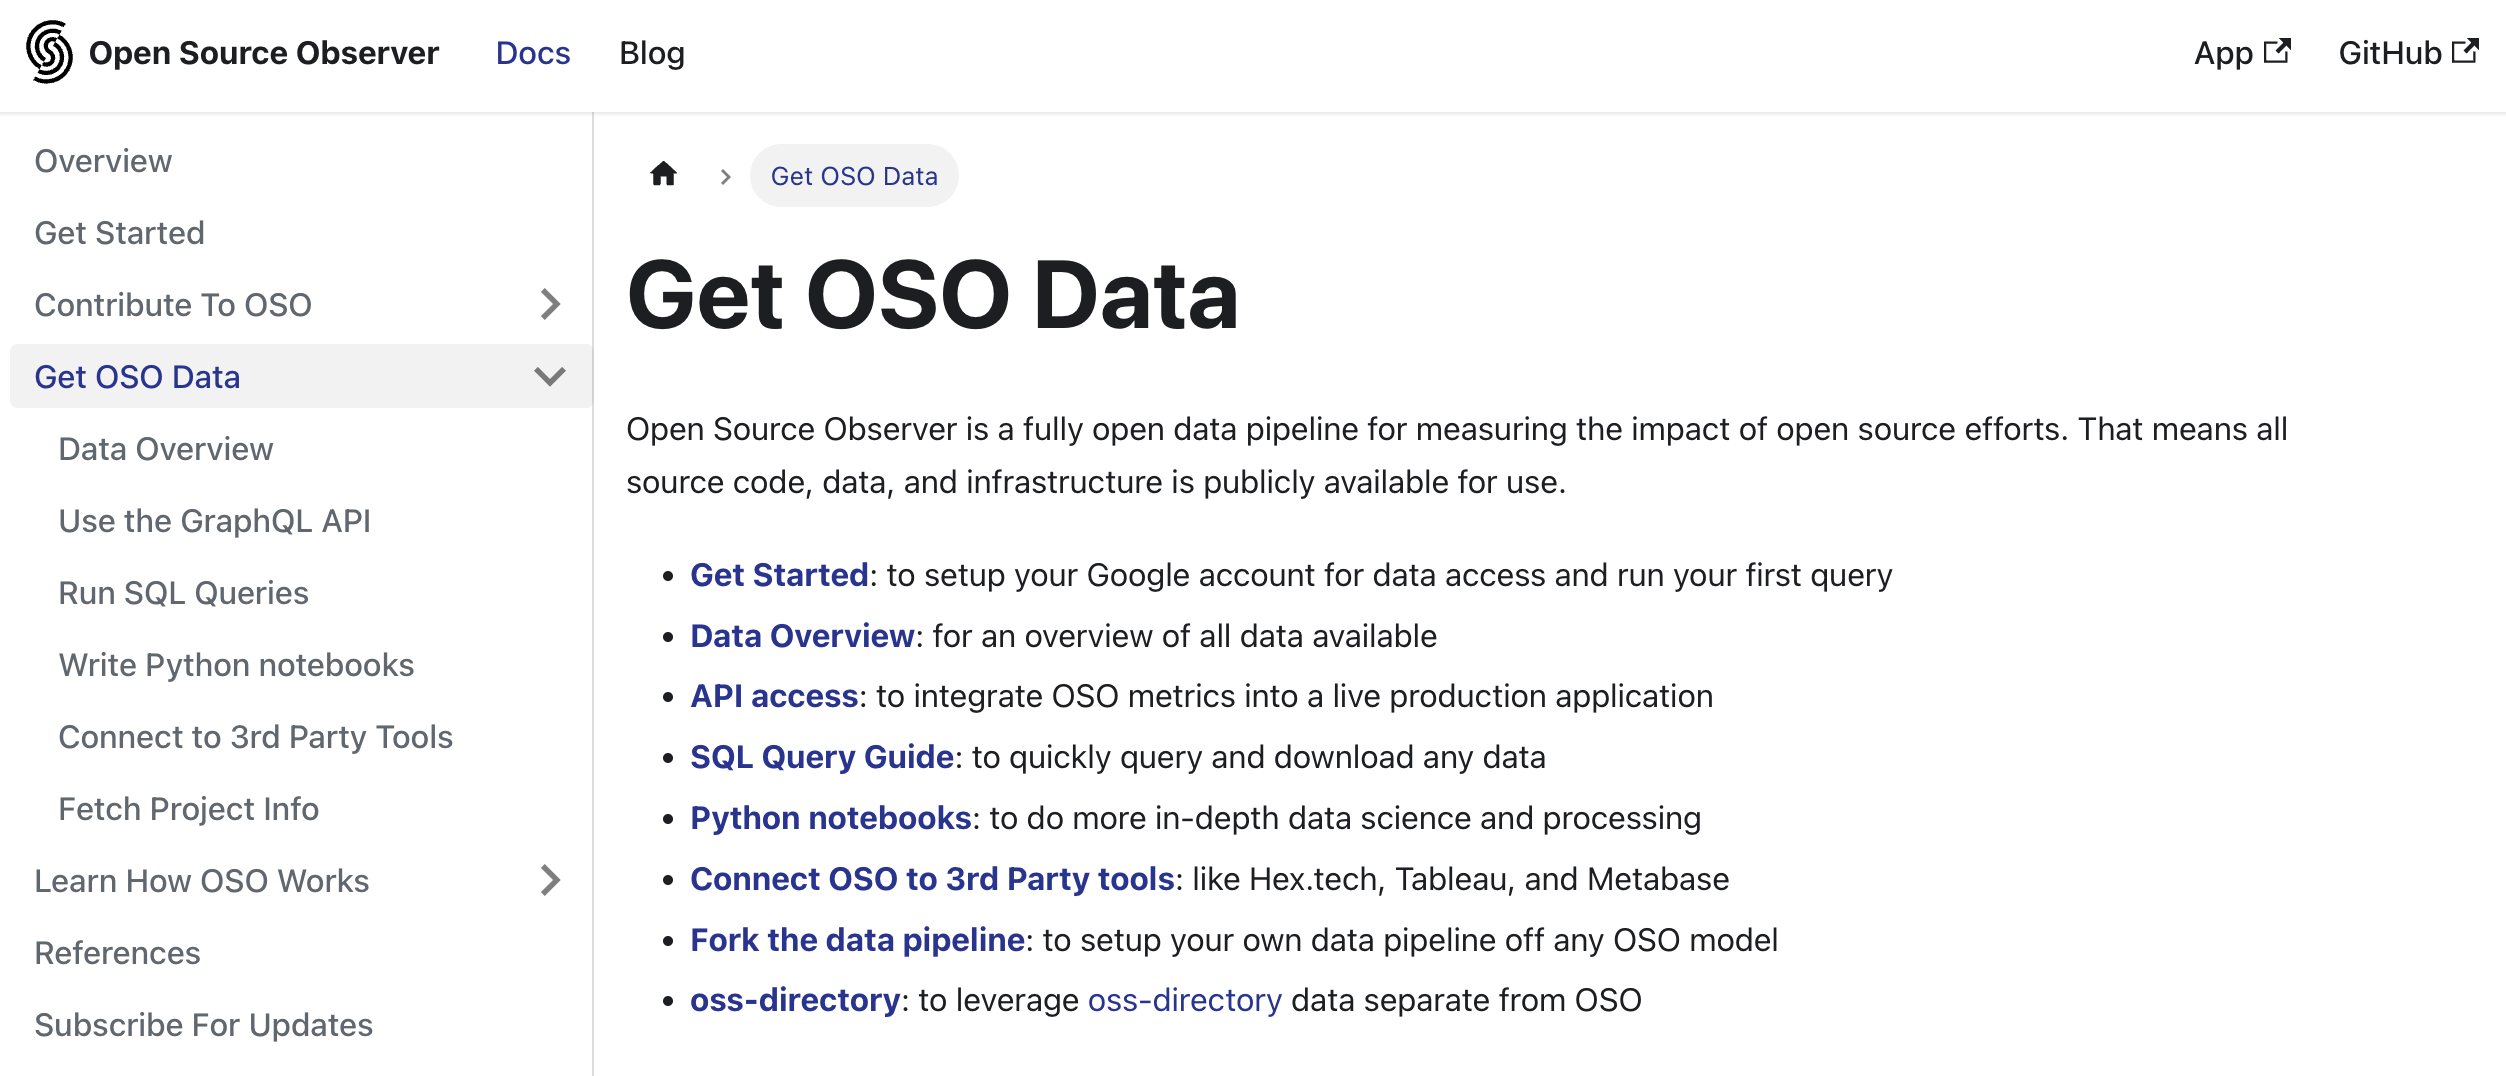 Open Source Observer
Docs
Blog
App
GitHub
Overview
Get Started
Contribute To OSO
Get OSO Data
Data Overview
Use the GraphQL API
Run SQL Queries
Write Python notebooks
Connect to 3rd Party Tools
Fetch Project Info
Learn How OSO Works
References
Subscribe For Updates
Get OSO Data
Get OSO Data
Open Source Observer is a fully open data pipeline for measuring the impact of open source efforts. That means all
source code, data, and infrastructure is publicly available for use.
• Get Started: to setup your Google account for data access and run your first query
• Data Overview: for an overview of all data available
• API access: to integrate OSO metrics into a live production application
• SQL Query Guide: to quickly query and download any data
• Python notebooks: to do more in-depth data science and processing
• Connect OSO to 3rd Party tools: like Hex.tech, Tableau, and Metabase
• Fork the data pipeline: to setup your own data pipeline off any OSO model
• oss-directory: to leverage oss-directory data separate from OSO